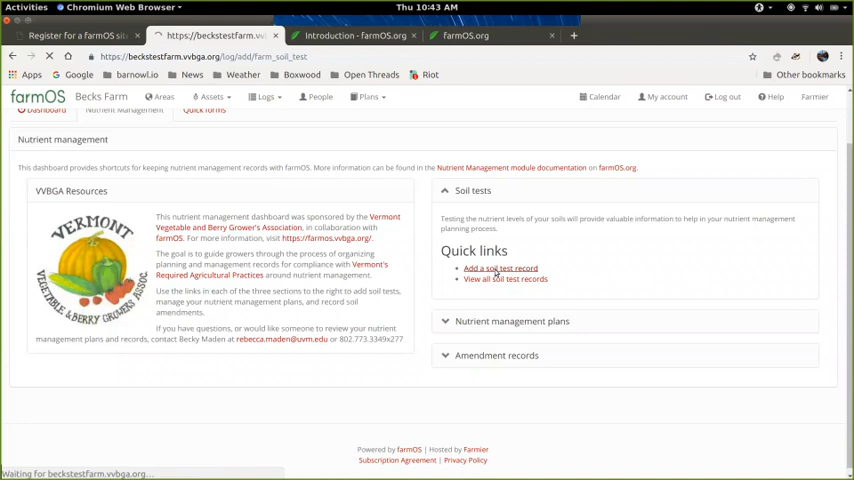 Activities
Chromium Web Browser
Thu 10:43 AM
Register for a farmOS sit
https://beckstestfarm.vv
Introduction - farmOS.org
farmOS.org
https://beckstestfarm.vvbga.org/log/add/farm_soil_test
Apps Google barnowl.io News Weather Boxwood Open Threads Riot Other bookmarks
farmOS Becks Farm Areas Assets Logs People Plans Calendar My account Log out Help Farmier
Dashboard Nutrient Management Quick forms
Nutrient management
This dashboard provides shortcuts for keeping nutrient management records with farmOS. More information can be found in the Nutrient Management module documentation on farmOS.org.
VVBGA Resources
VERMONT
VEGETABLE AND BERRY GROWERS ASSOC.
This nutrient management dashboard was sponsored by the Vermont
Vegetable and Berry Grower's Association, in collaboration with
farmOS. For more information, visit https://farmos.vvbga.org/.
The goal is to guide growers through the process of organizing
planning and management records for compliance with Vermont's
Required Agricultural Practices around nutrient management.
Use the links in each of the three sections to the right to add soil tests,
manage your nutrient management plans, and record soil
amendments.
If you have questions, or would like someone to review your nutrient
management plans and records, contact Becky Maden at rebecca.maden@uvm.edu or 802.773.3349x277
Soil tests
Testing the nutrient levels of your soils will provide valuable information to help in your nutrient management
planning process.
Quick links
Add a soil test record
View all soil test records
Nutrient management plans
Amendment records
Powered by farmOS | Hosted by Farmier
Subscription Agreement | Privacy Policy
Waiting for beckstestfarm.vvbga.org...